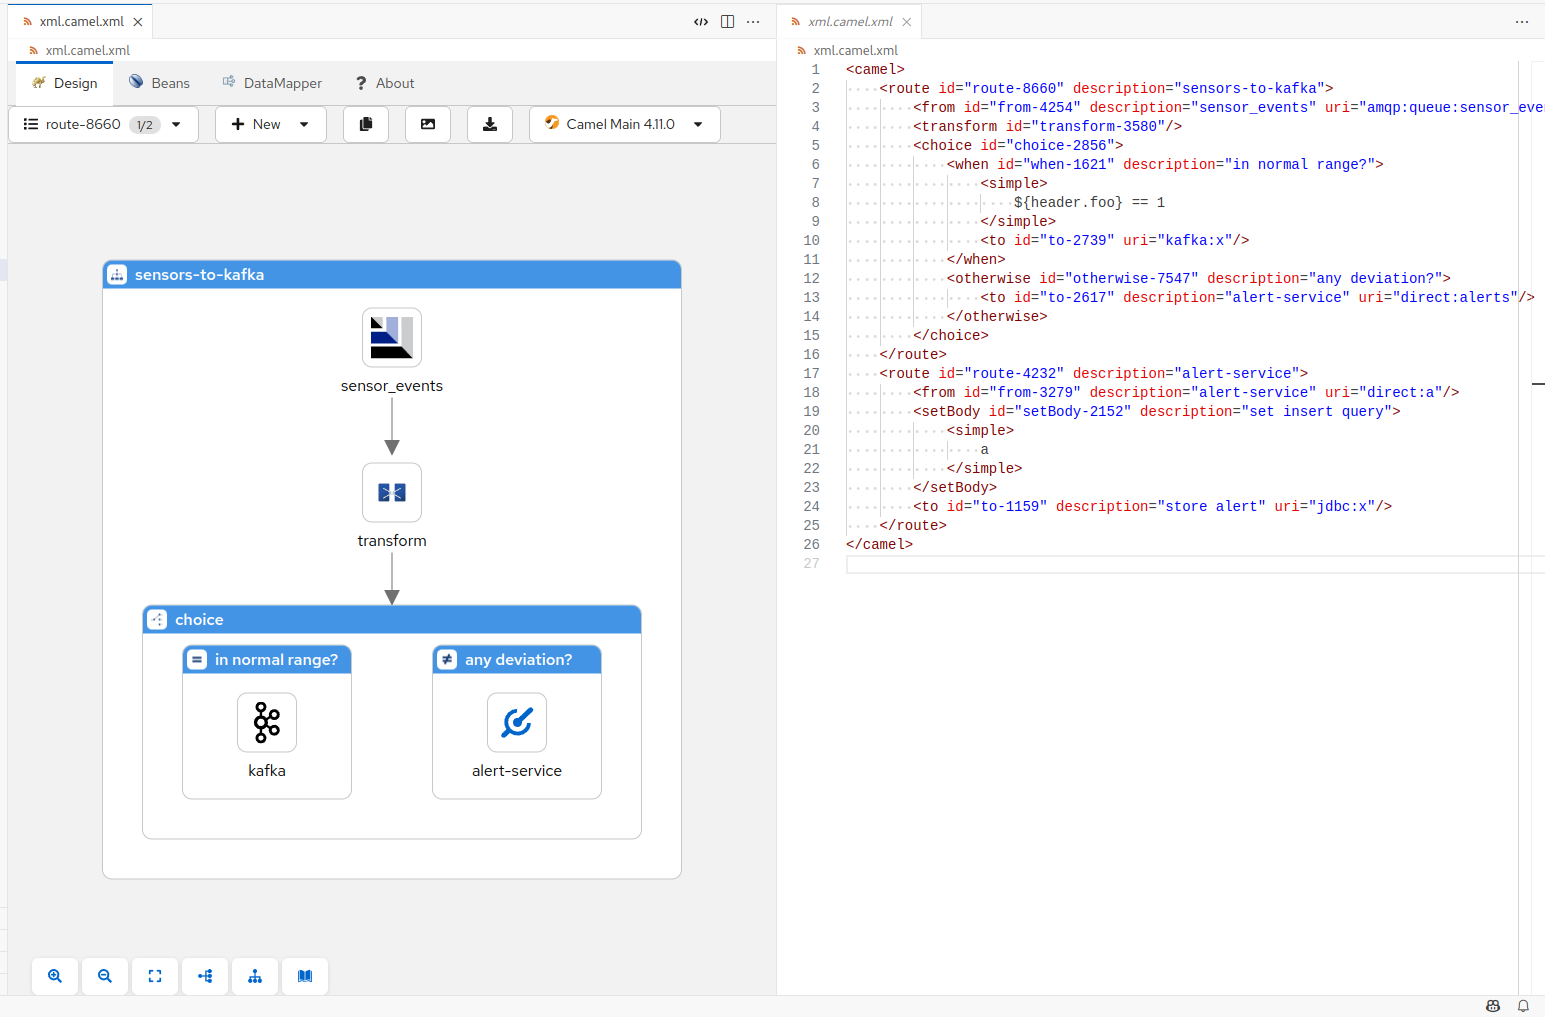 xml.camel.xml
xml.camel.xml
Design Beans DataMapper ? About
route-8660 1/2 New Camel Main 4.11.0
sensors-to-kafka
sensor_events
transform
choice
in normal range? any deviation?
kafka alert-service
xml.camel.xml
xml.camel.xml
1 <camel>
2 <route id="route-8660" description="sensors-to-kafka">
3 <from id="from-4254" description="sensor_events" uri="amqp:queue:sensor_eve
4 <transform id="transform-3580"/>
5 <choice id="choice-2856">
6 <when id="when-1621" description="in normal range?">
7 <simple>
8 ${header.foo} == 1
9 </simple>
10 <to id="to-2739" uri="kafka:x"/>
11 </when>
12 <otherwise id="otherwise-7547" description="any deviation?">
13 <to id="to-2617" description="alert-service" uri="direct:alerts"/>
14 </otherwise>
15 </choice>
16 </route>
17 <route id="route-4232" description="alert-service">
18 <from id="from-3279" description="alert-service" uri="direct:a"/>
19 <setBody id="setBody-2152" description="set insert query">
20 <simple>
21 a
22 </simple>
23 </setBody>
24 <to id="to-1159" description="store alert" uri="jdbc:x"/>
25 </route>
26 </camel>
27